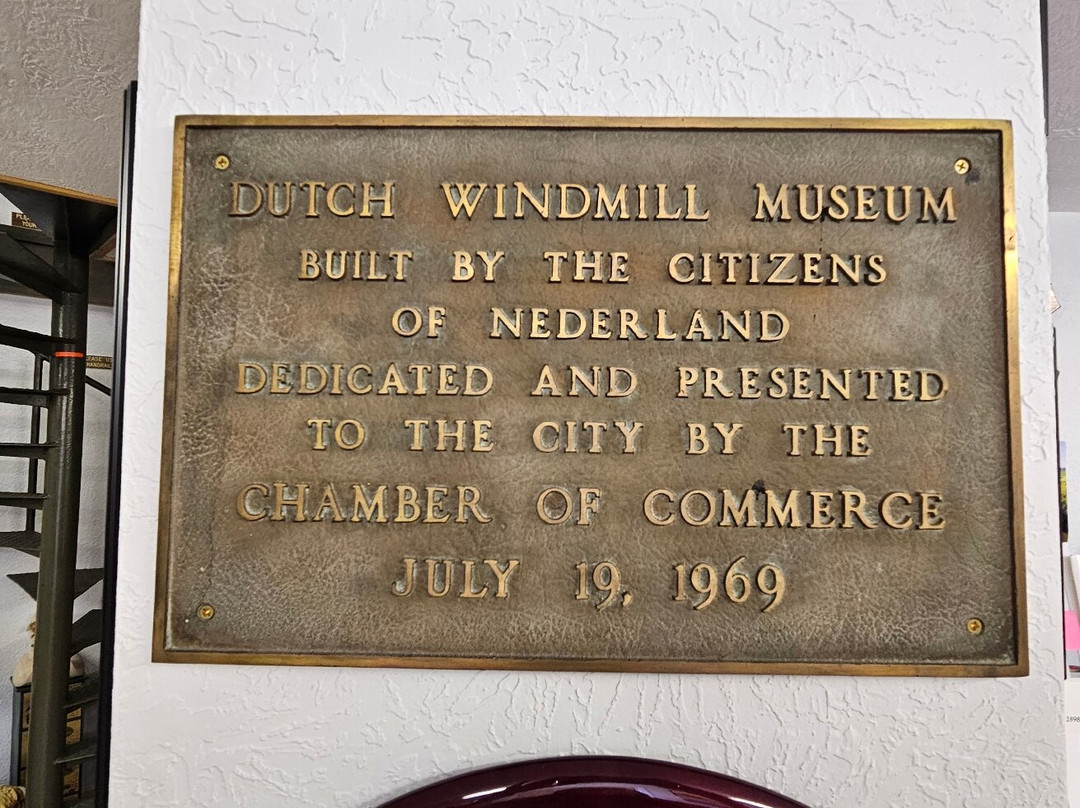 DUTCH WINDMILL MUSEUM
BUILT BY THE CITIZENS
OF NEDERLAND
DEDICATED AND PRESENTED
TO THE CITY BY THE
CHAMBER OF COMMERCE
JULY 19, 1969
1898